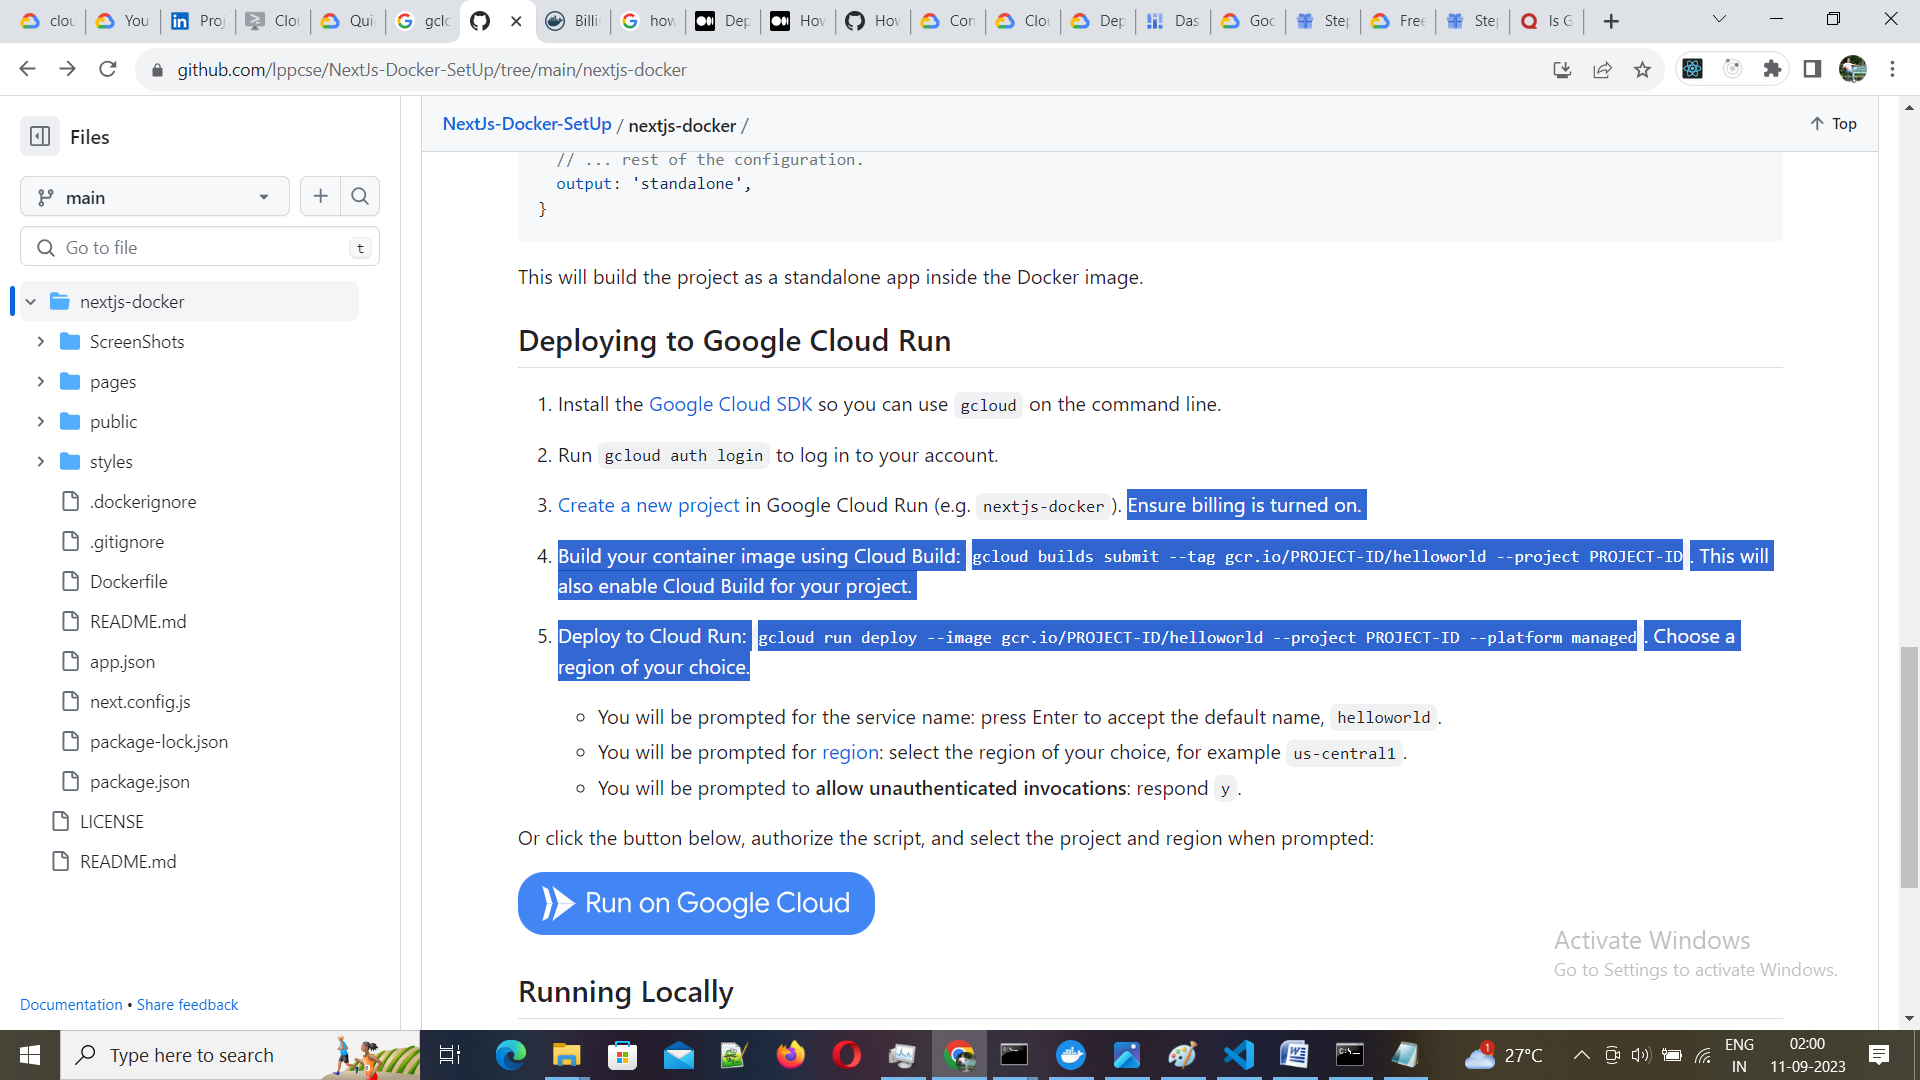 clou
You
Proj
Clou
Quic
gclo
Billi
how
Dep
How
How
Con
Clou
Dep
Das
Goo
Step
Free
Step
Is G
github.com/lppcse/NextJs-Docker-SetUp/tree/main/nextjs-docker
Files
NextJs-Docker-SetUp / nextjs-docker /
Top
main
Go to file
t
nextjs-docker
ScreenShots
pages
public
styles
.dockerignore
.gitignore
Dockerfile
README.md
app.json
next.config.js
package-lock.json
package.json
LICENSE
README.md
Documentation • Share feedback
// ... rest of the configuration.
output: 'standalone',
}
This will build the project as a standalone app inside the Docker image.
Deploying to Google Cloud Run
1. Install the Google Cloud SDK so you can use gcloud on the command line.
2. Run gcloud auth login to log in to your account.
3. Create a new project in Google Cloud Run (e.g. nextjs-docker ). Ensure billing is turned on.
4. Build your container image using Cloud Build: gcloud builds submit --tag gcr.io/PROJECT-ID/helloworld --project PROJECT-ID . This will
also enable Cloud Build for your project.
5. Deploy to Cloud Run: gcloud run deploy --image gcr.io/PROJECT-ID/helloworld --project PROJECT-ID --platform managed . Choose a
region of your choice.
You will be prompted for the service name: press Enter to accept the default name, helloworld .
You will be prompted for region: select the region of your choice, for example us-central1 .
You will be prompted to allow unauthenticated invocations: respond y .
Or click the button below, authorize the script, and select the project and region when prompted:
Run on Google Cloud
Running Locally
Activate Windows
Go to Settings to activate Windows.
Type here to search
1
27°C
ENG
IN
02:00
11-09-2023